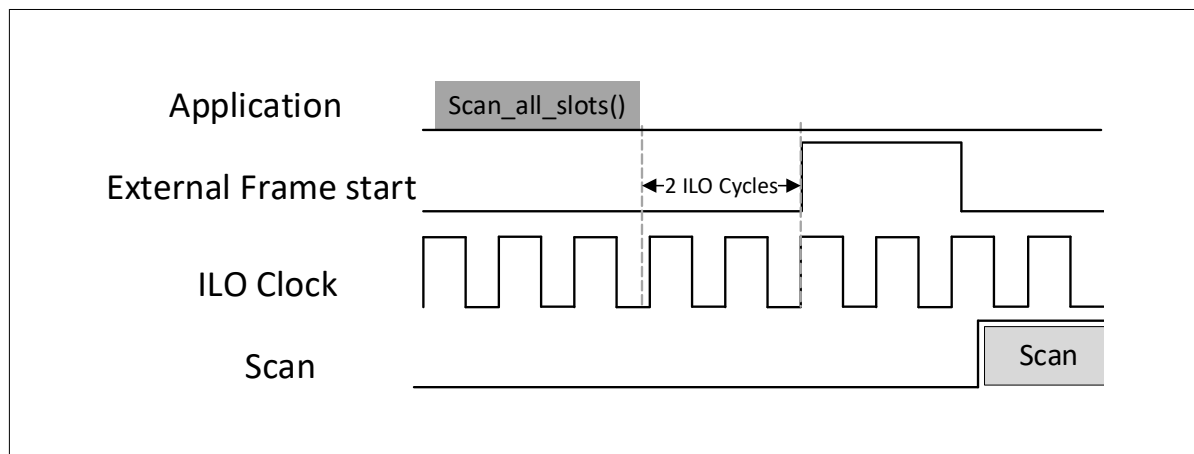 Application
Scan_all_slots()
External Frame start
2 ILO Cycles
ILO Clock
Scan
Scan